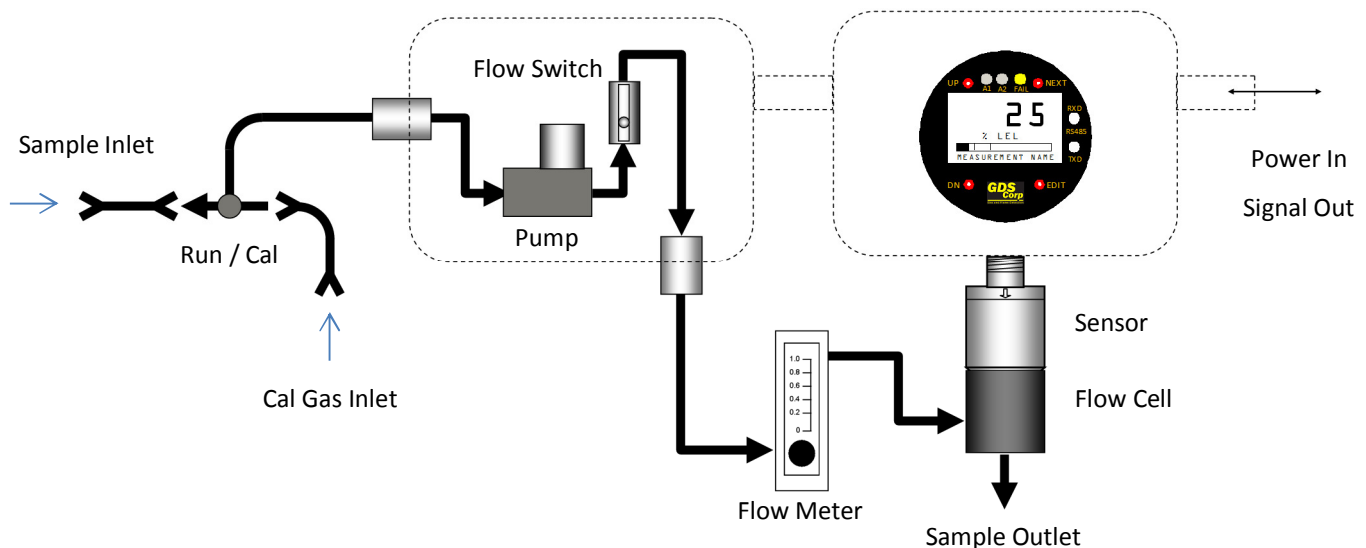 Sample Inlet
Run / Cal
Cal Gas Inlet
Flow Switch
Pump
UP
A1
A2
FAIL
NEXT
25
% LEL
MEASUREMENT NAME
RXD
RS485
TXD
DN
GDS
Corp
EDIT
Power In
Signal Out
Sensor
Flow Cell
1.0
0.8
0.6
0.4
0.2
0
Flow Meter
Sample Outlet